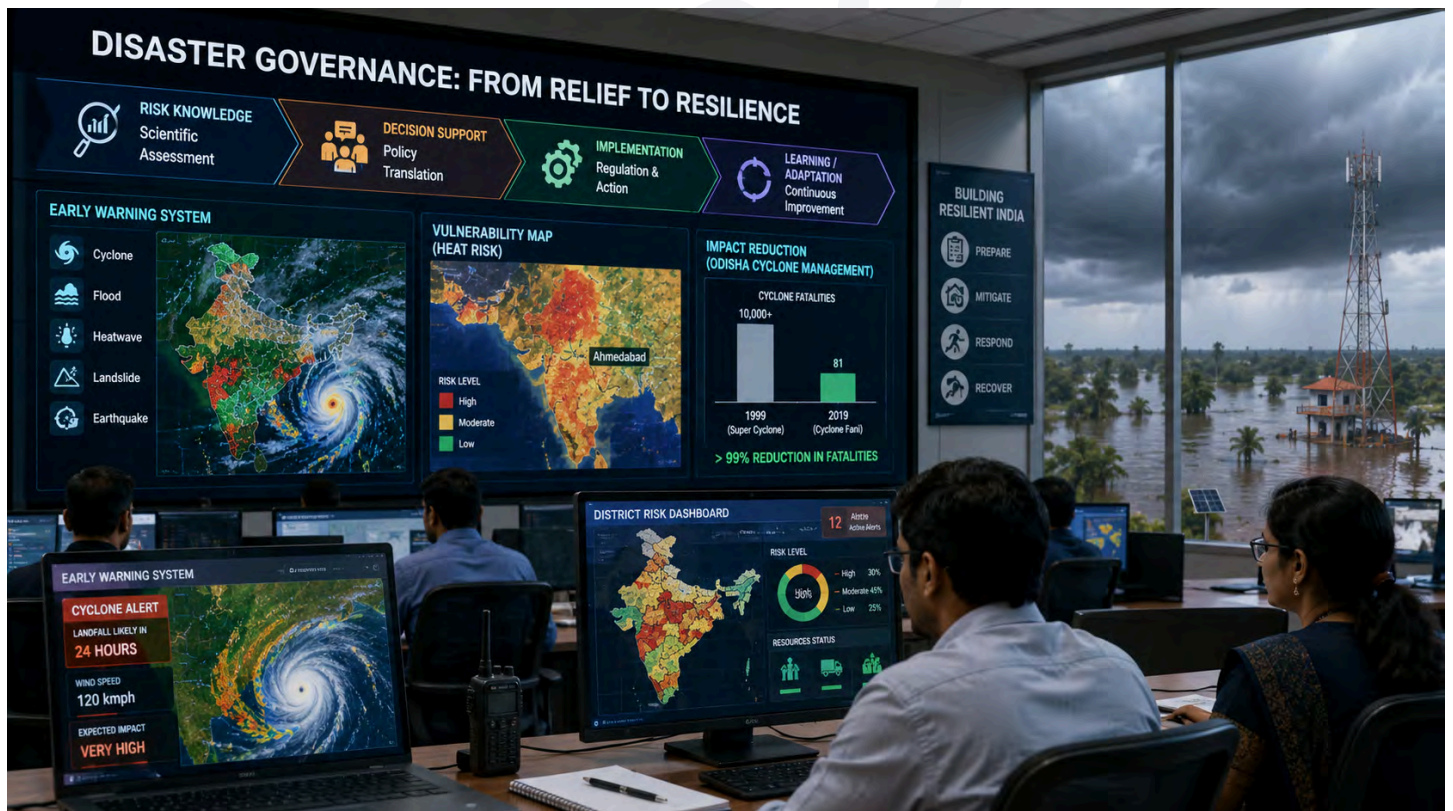 DISASTER GOVERNANCE: FROM RELIEF TO RESILIENCE
RISK KNOWLEDGE
Scientific
Assessment
DECISION SUPPORT
Policy
Translation
IMPLEMENTATION
Regulation &
Action
LEARNING /
ADAPTATION
Continuous
Improvement
EARLY WARNING SYSTEM
Cyclone
Flood
Heatwave
Landslide
Earthquake
VULNERABILITY MAP
(HEAT RISK)
Ahmedabad
RISK LEVEL
High
Moderate
Low
IMPACT REDUCTION
(ODISHA CYCLONE MANAGEMENT)
CYCLONE FATALITIES
10,000+
81
1999
(Super Cyclone)
2019
(Cyclone Fani)
> 99% REDUCTION IN FATALITIES
BUILDING
RESILIENT INDIA
PREPARE
MITIGATE
RESPOND
RECOVER
EARLY WARNING SYSTEM
CYCLONE ALERT
LANDFALL LIKELY IN
24 HOURS
WIND SPEED
120 kmph
EXPECTED IMPACT
VERY HIGH
DISTRICT RISK DASHBOARD
12
Active Alerts
RISK LEVEL
High 30%
Moderate 45%
Low 25%
RESOURCES STATUS